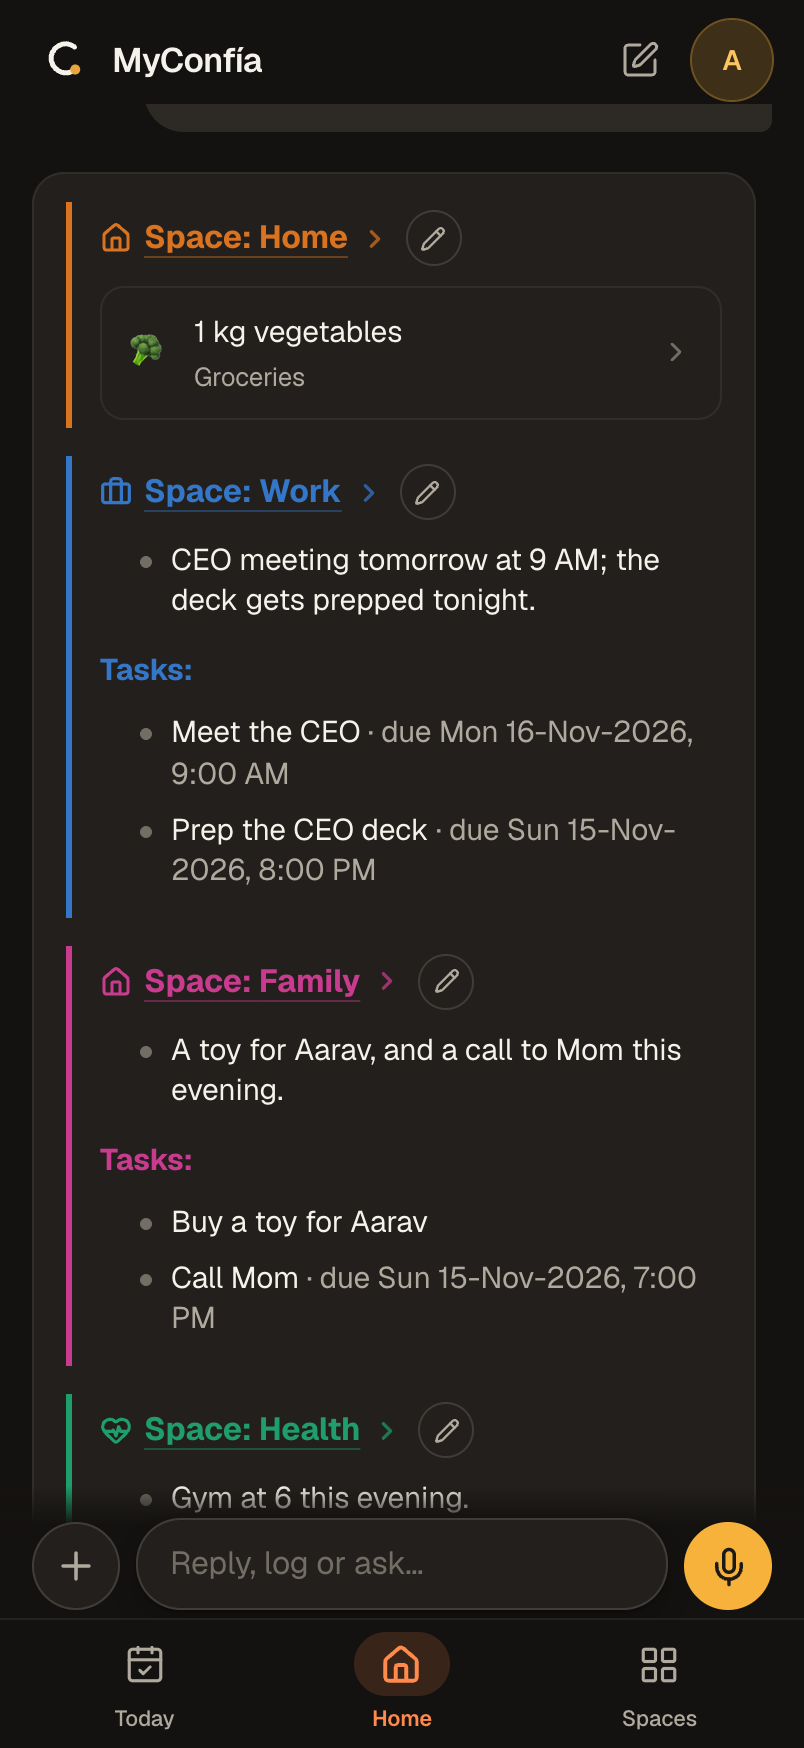 MyConfía
A
Space: Home
1 kg vegetables
Groceries
Space: Work
CEO meeting tomorrow at 9 AM; the
deck gets prepped tonight.
Tasks:
Meet the CEO · due Mon 16-Nov-2026,
9:00 AM
Prep the CEO deck · due Sun 15-Nov-
2026, 8:00 PM
Space: Family
A toy for Aarav, and a call to Mom this
evening.
Tasks:
Buy a toy for Aarav
Call Mom · due Sun 15-Nov-2026, 7:00
PM
Space: Health
Gym at 6 this evening.
Reply, log or ask...
Today
Home
Spaces